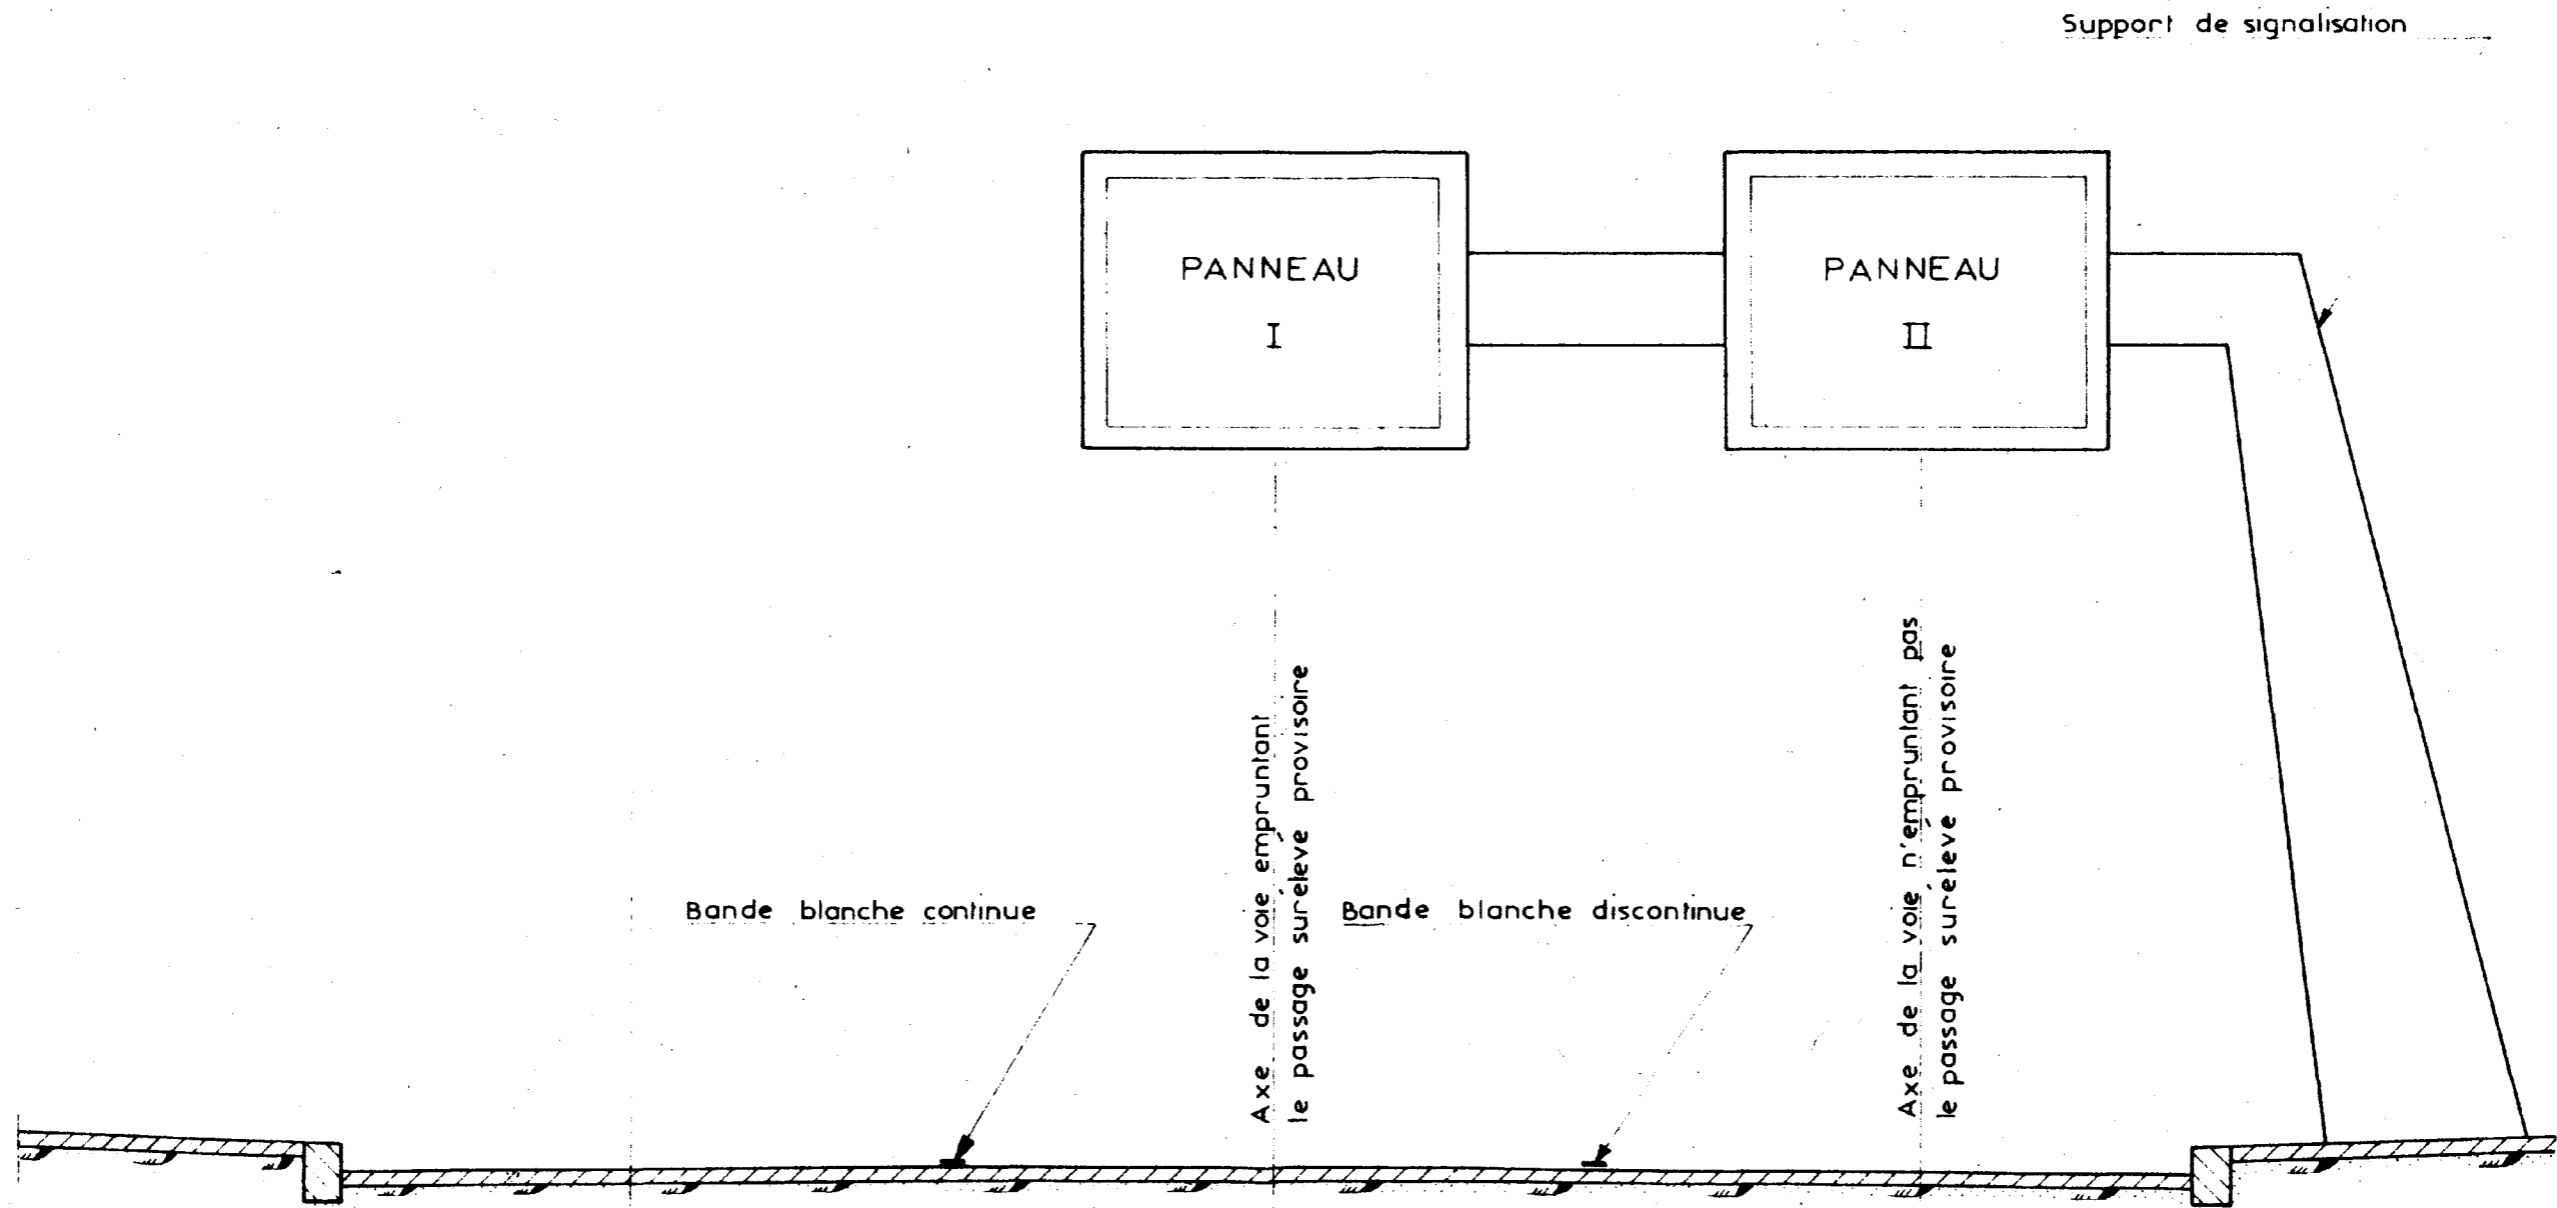 Support de signalisation
PANNEAU
I
PANNEAU
II
Bande blanche continue
Axe de la voie empruntant
le passage surélevé provisoire
Bande blanche discontinue
Axe de la voie n'empruntant pas
le passage surélevé provisoire